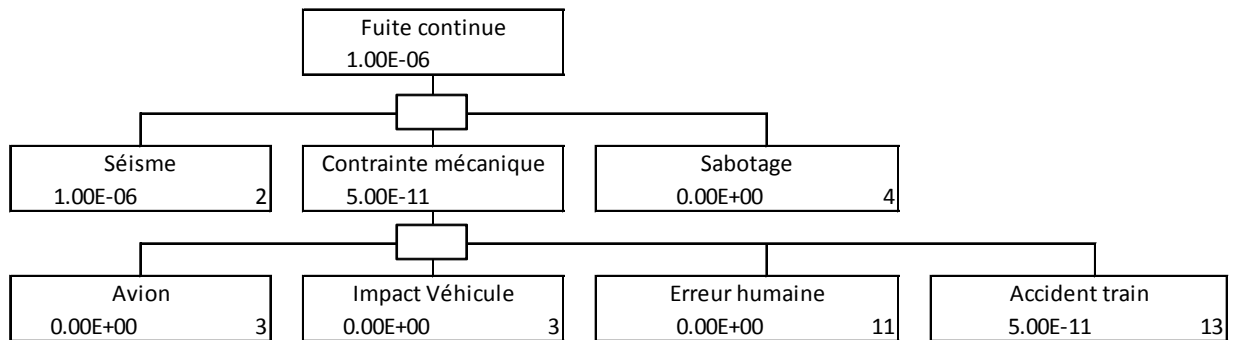 Fuite continue
1.00E-06
Séisme
1.00E-06 2
Contrainte mécanique
5.00E-11
Sabotage
0.00E+00 4
Avion
0.00E+00 3
Impact Véhicule
0.00E+00 3
Erreur humaine
0.00E+00 11
Accident train
5.00E-11 13